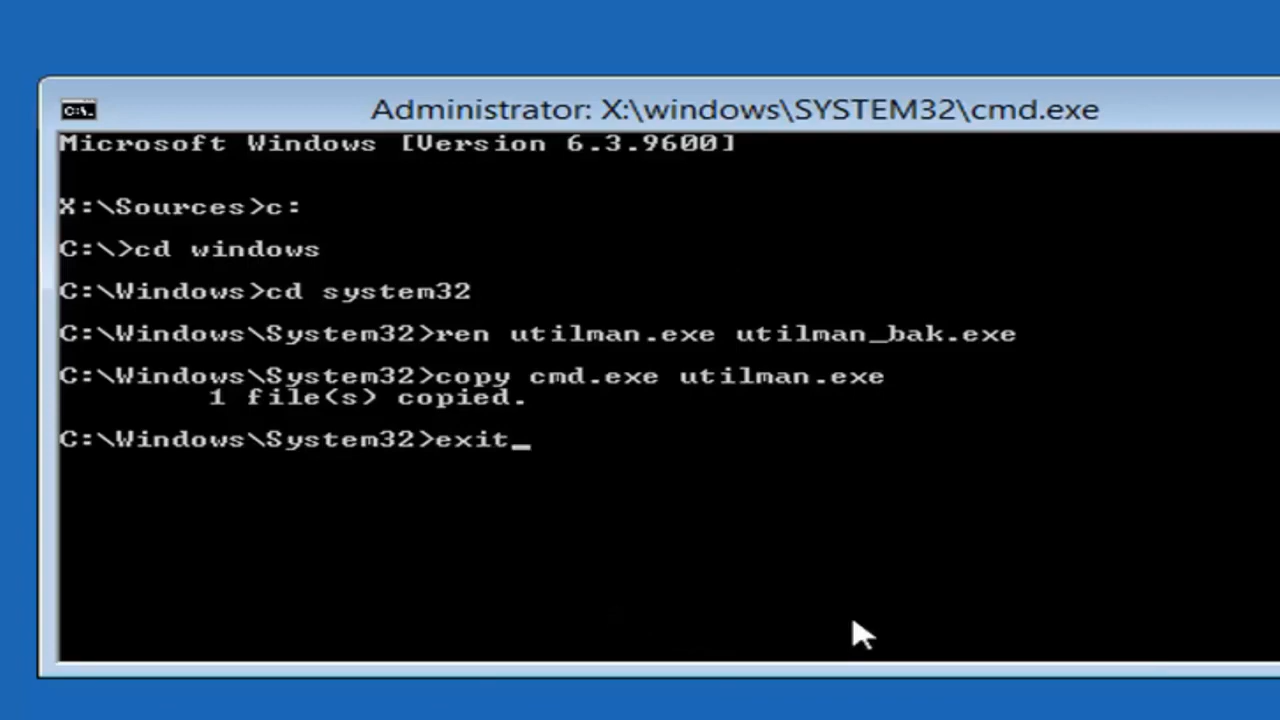 C:\.
Administrator: X:\windows\SYSTEM32\cmd.exe
Microsoft Windows [Version 6.3.9600]
X:\Sources>c:
C:\>cd windows
C:\Windows>cd system32
C:\Windows\System32>ren utilman.exe utilman_bak.exe
C:\Windows\System32>copy cmd.exe utilman.exe
1 file(s) copied.
C:\Windows\System32>exit_